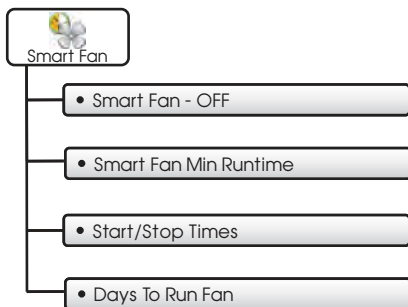 Smart Fan
• Smart Fan - OFF
• Smart Fan Min Runtime
• Start/Stop Times
• Days To Run Fan